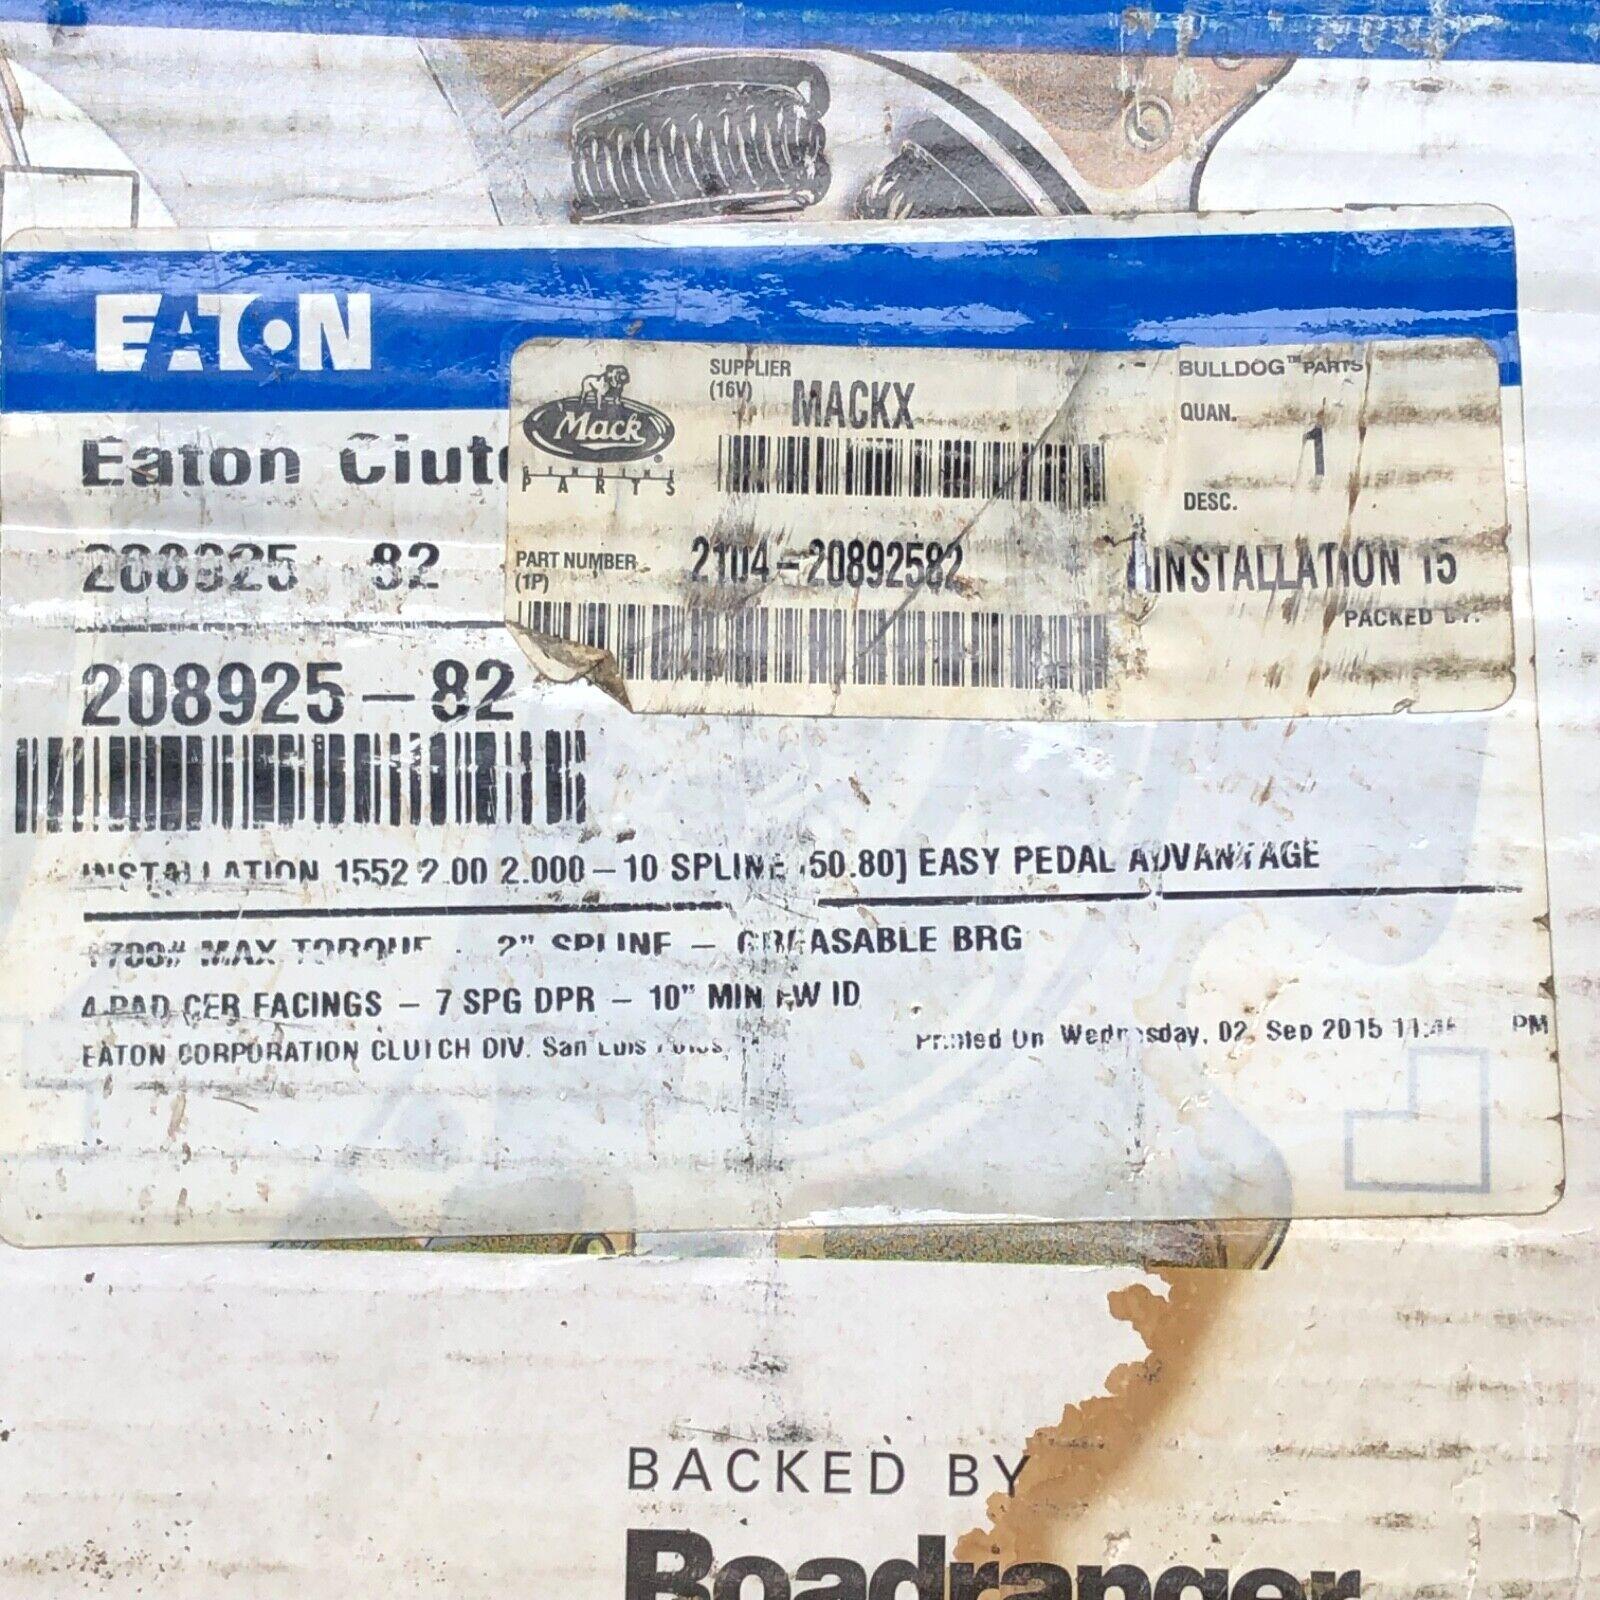 EATON
Mack
GENUINE
PARTS
SUPPLIER
(16V)
MACKX
BULLDOG™ PARTS
QUAN.
1
DESC.
PART NUMBER
(1P)
2104-20892582
INSTALLATION 15
PACKED BY:
Eaton Clutc
208925-82
208925-82
INSTALLATION 1552 2.00 2.000-10 SPLINE [50.80] EASY PEDAL ADVANTAGE
1700# MAX TORQUE - 2" SPLINE - GREASABLE BRG
4 PAD CER FACINGS - 7 SPG DPR - 10" MIN FW ID
EATON CORPORATION CLUTCH DIV. San Luis Potosi,
Printed On Wednesday, 02, Sep 2015 PM
BACKED BY
Roadranger